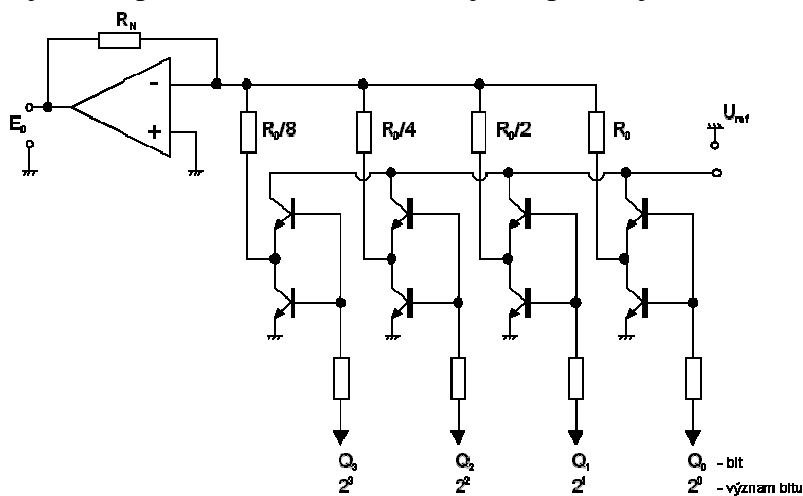 R_N
-
+
E_0
R_0/8
R_0/4
R_0/2
R_0
U_ref
Q_3 Q_2 Q_1 Q_0 - bit
2^3 2^2 2^1 2^0 - význam bitu